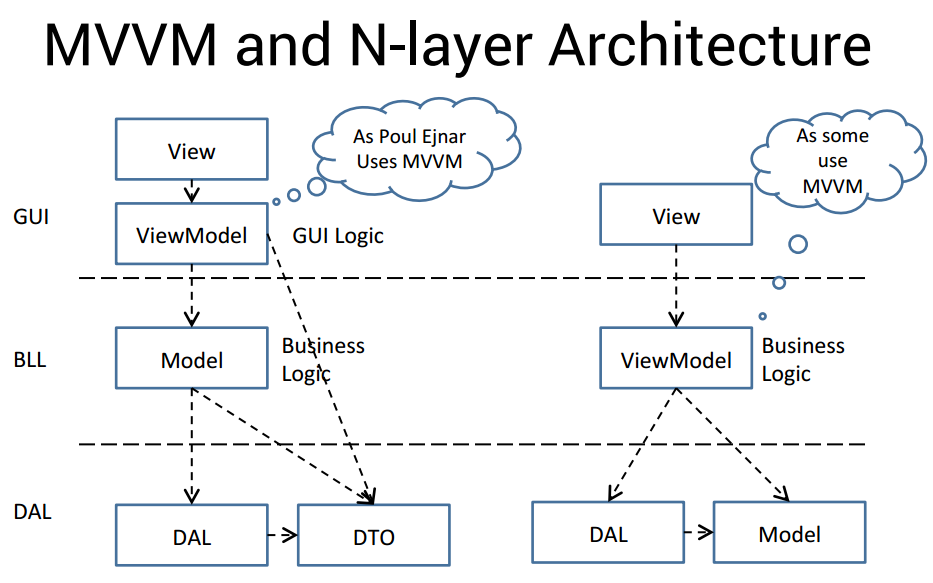 MVVM and N-layer Architecture
As Poul Ejnar
Uses MVVM
As some
use
MVVM
View
GUI
ViewModel
GUI Logic
View
BLL
Model
Business
Logic
ViewModel
Business
Logic
DAL
DAL
DTO
DAL
Model